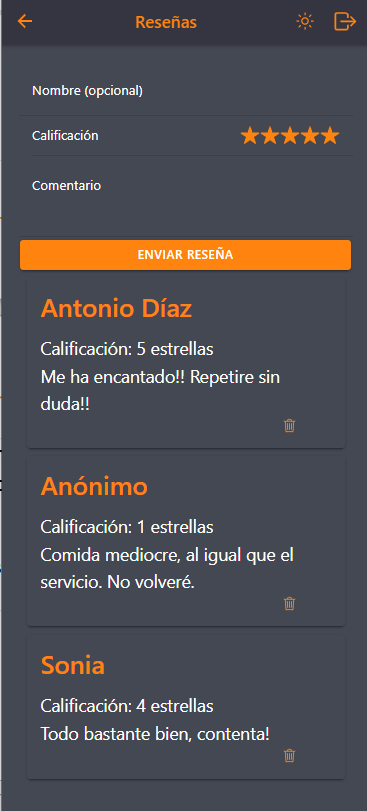 Reseñas
Nombre (opcional)
Calificación
Comentario
ENVIAR RESEÑA
Antonio Díaz
Calificación: 5 estrellas
Me ha encantado!! Repetire sin
duda!!
Anónimo
Calificación: 1 estrellas
Comida mediocre, al igual que el
servicio. No volveré.
Sonia
Calificación: 4 estrellas
Todo bastante bien, contenta!